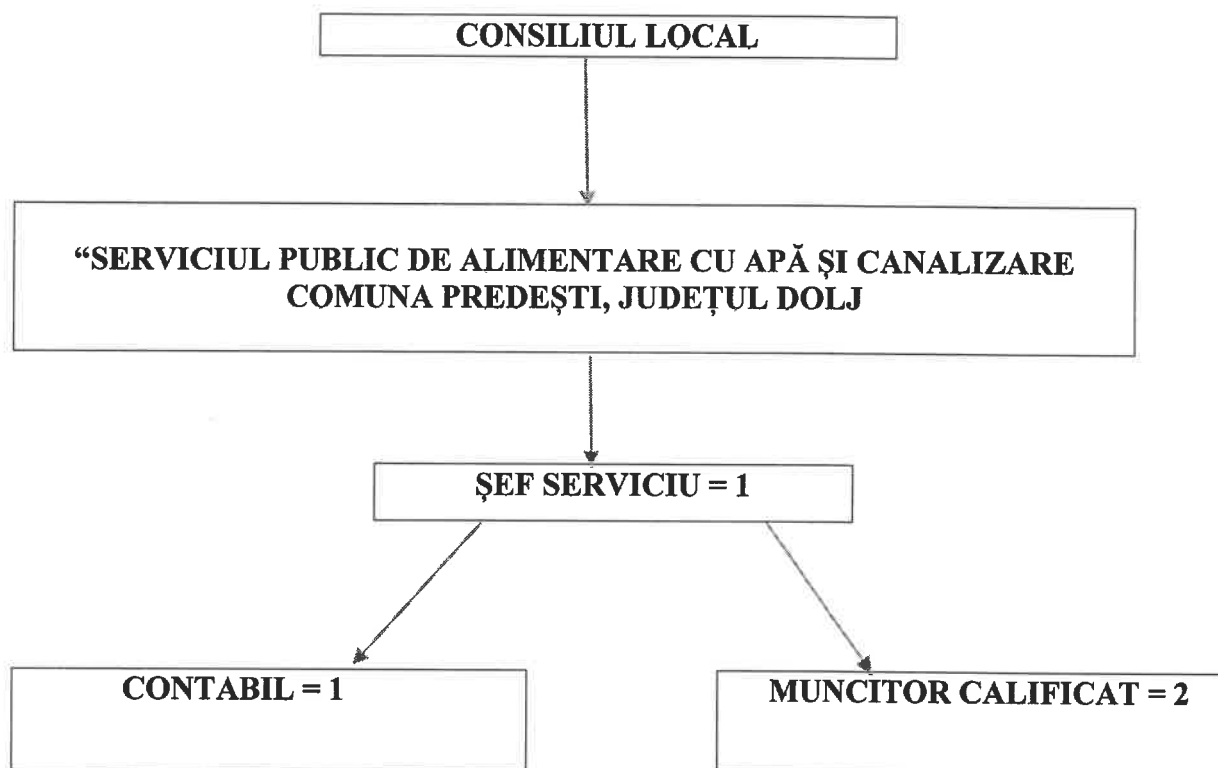 CONSILIUL LOCAL
“SERVICIUL PUBLIC DE ALIMENTARE CU APĂ ȘI CANALIZARE
COMUNA PREDEȘTI, JUDEȚUL DOLJ
ȘEF SERVICIU = 1
CONTABIL = 1
MUNCITOR CALIFICAT = 2